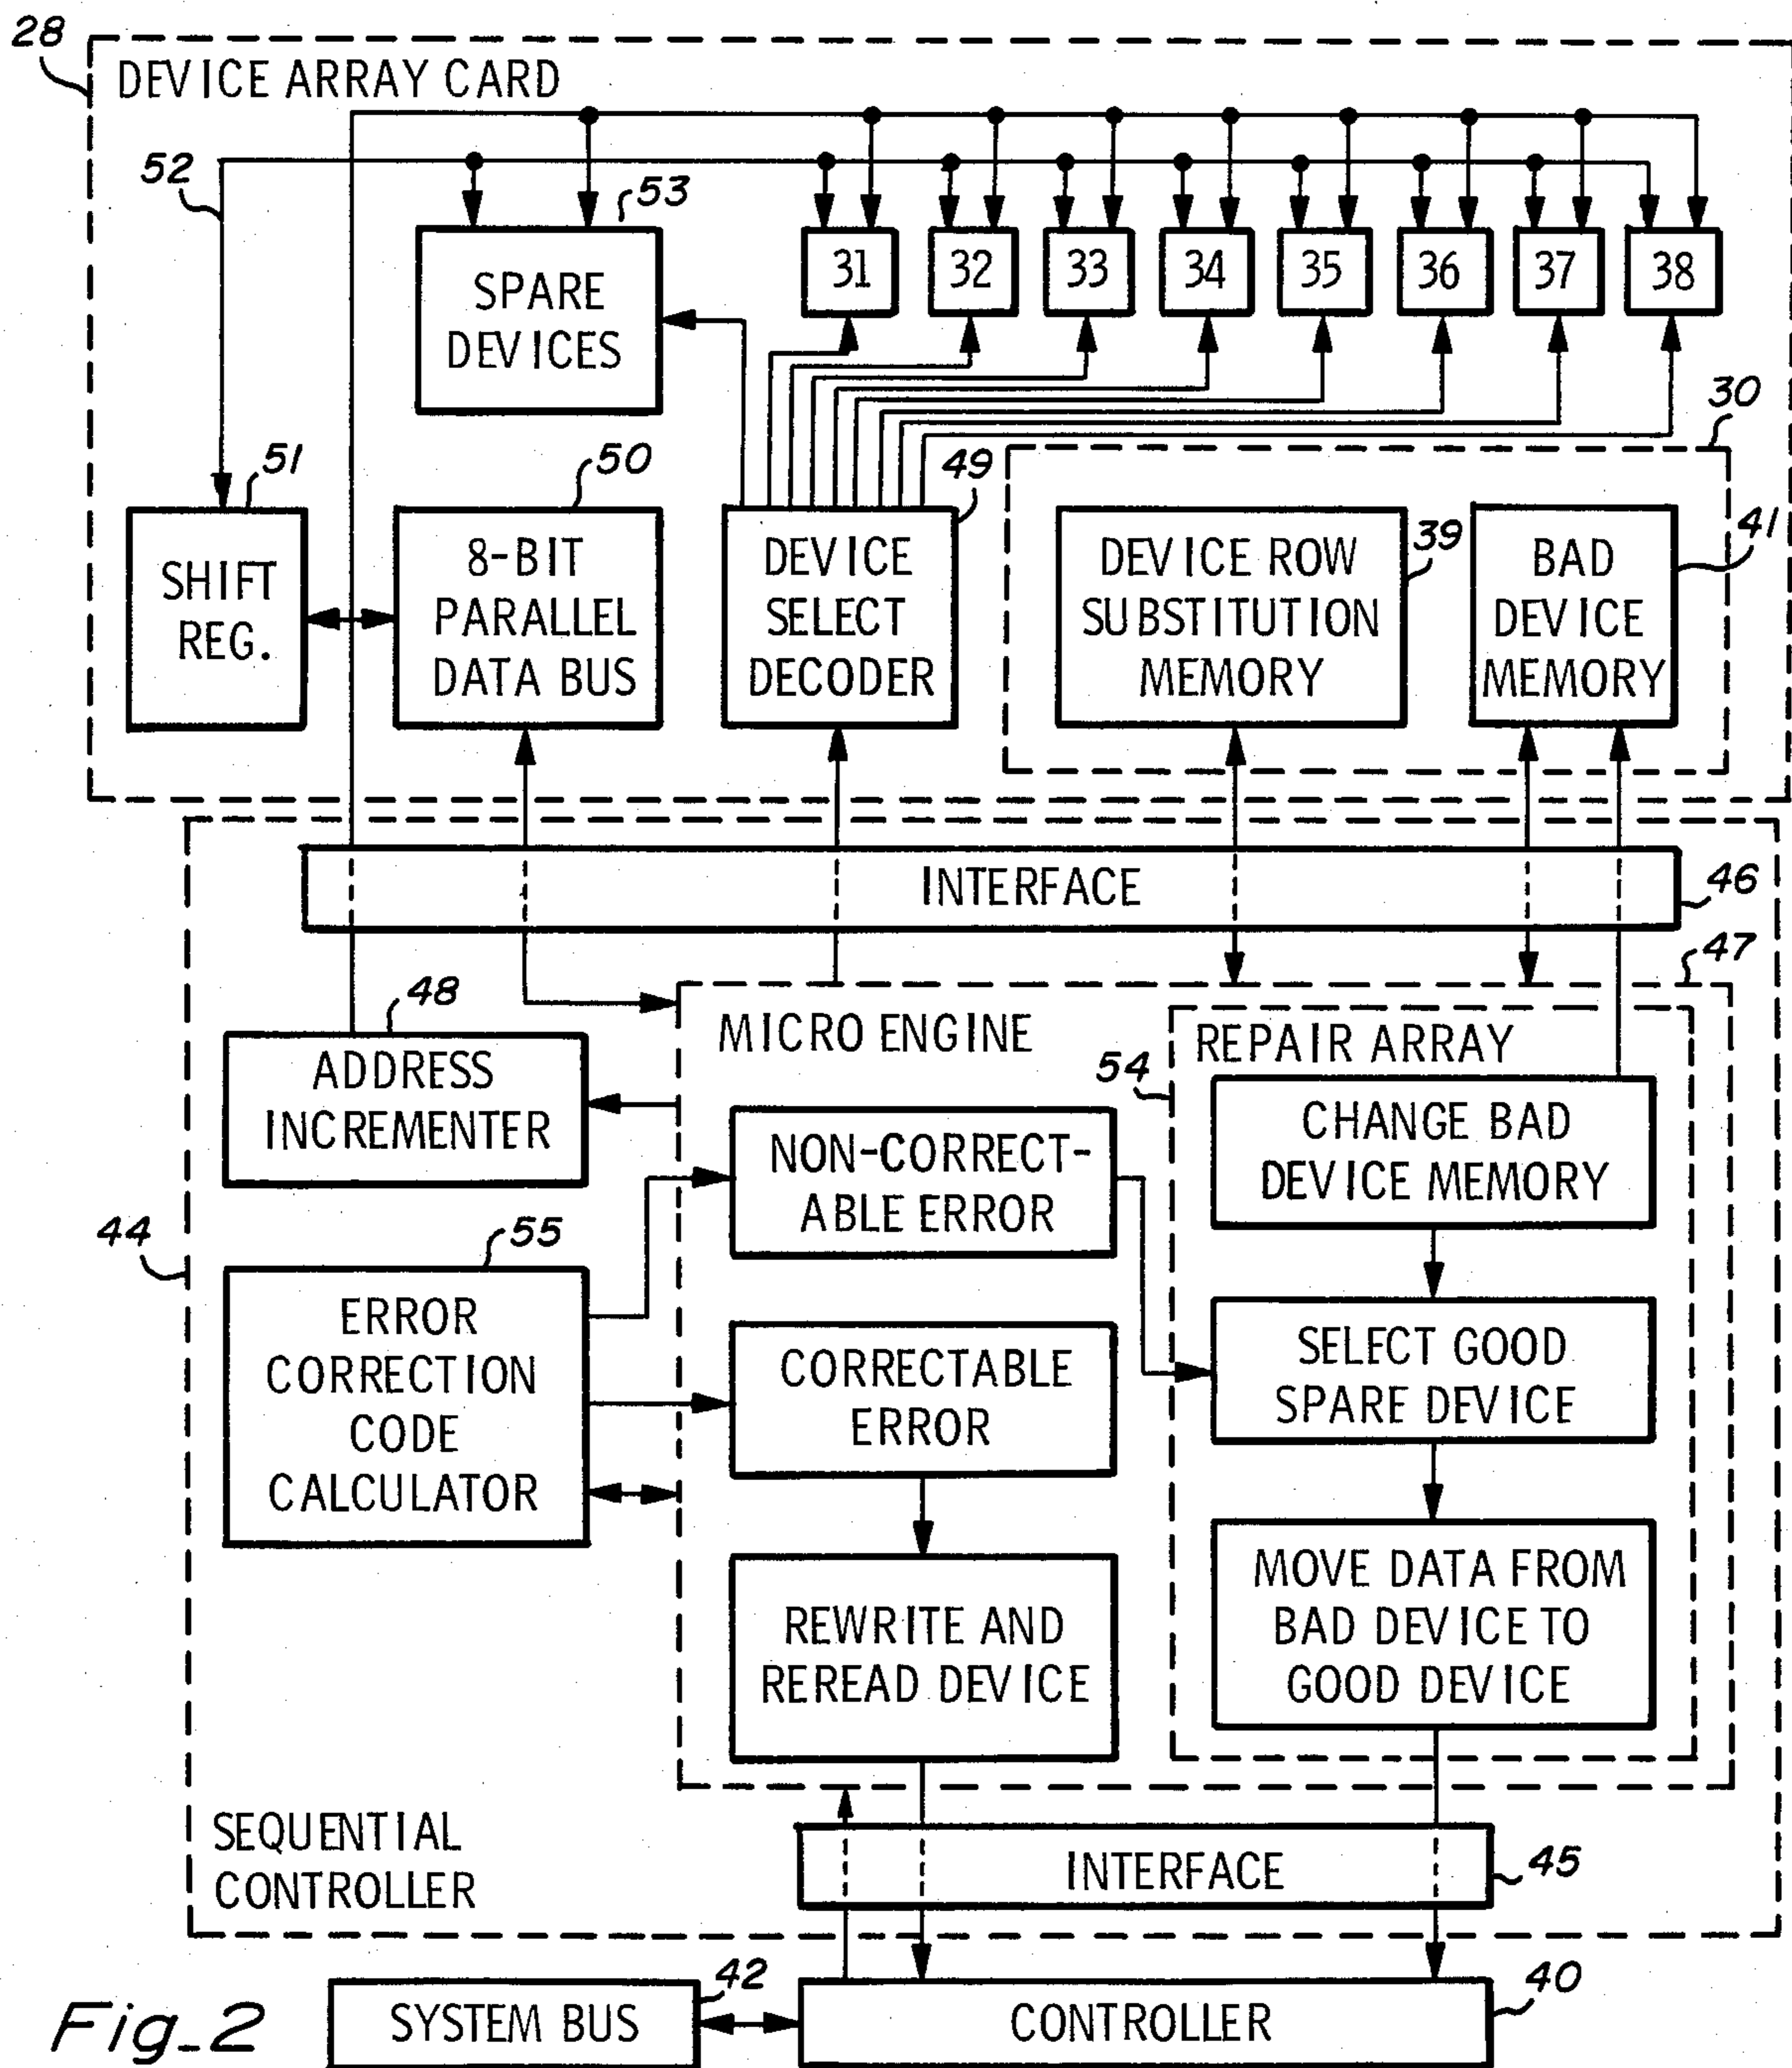 28
DEVICE ARRAY CARD
52
53
SPARE
DEVICES
31
32
33
34
35
36
37
38
30
51
50
49
39
41
SHIFT
REG.
8-BIT
PARALLEL
DATA BUS
DEVICE
SELECT
DECODER
DEVICE ROW
SUBSTITUTION
MEMORY
BAD
DEVICE
MEMORY
INTERFACE
46
47
48
ADDRESS
INCREMENTER
MICRO ENGINE
54
REPAIR ARRAY
CHANGE BAD
DEVICE MEMORY
NON-CORRECT-
ABLE ERROR
44
55
ERROR
CORRECTION
CODE
CALCULATOR
CORRECTABLE
ERROR
SELECT GOOD
SPARE DEVICE
REWRITE AND
REREAD DEVICE
MOVE DATA FROM
BAD DEVICE TO
GOOD DEVICE
SEQUENTIAL
CONTROLLER
INTERFACE
45
Fig_2
SYSTEM BUS
42
CONTROLLER
40